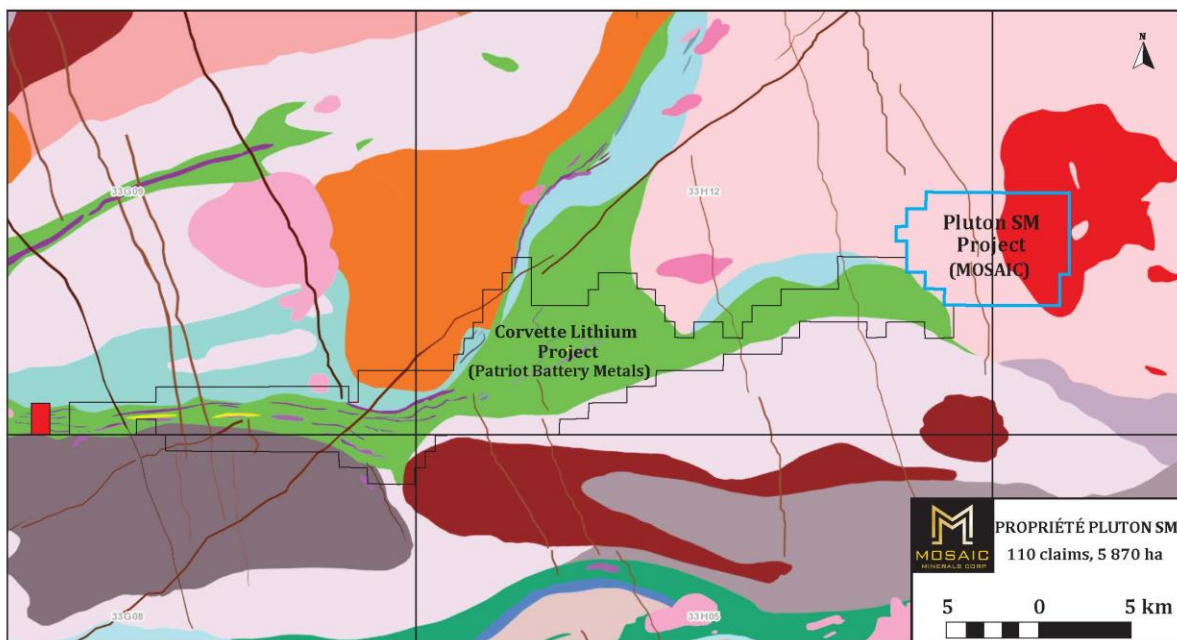 N
33G09
33H12
Pluton SM
Project
(MOSAIC)
Corvette Lithium
Project
(Patriot Battery Metals)
33G08
33H05
M
MOSAIC
MINERALS CORP
PROPRIÉTÉ PLUTON SM
110 claims, 5 870 ha
5 0 5 km